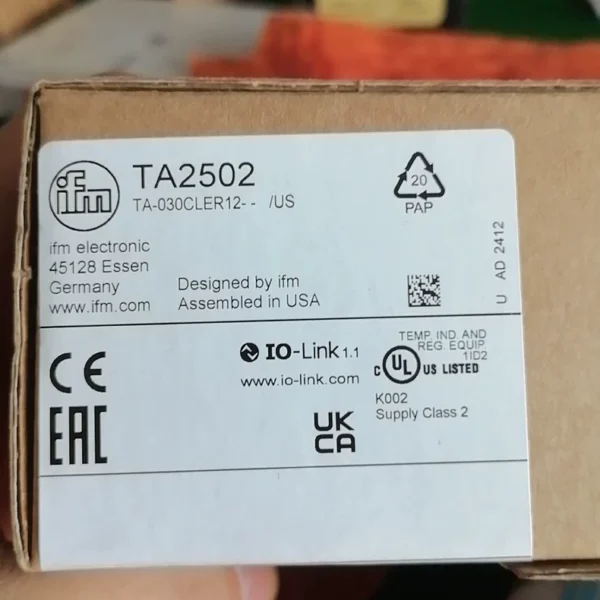 ifm
TA2502
TA-030CLER12- - /US
ifm electronic
45128 Essen
Germany
www.ifm.com
Designed by ifm
Assembled in USA
20
PAP
U AD 2412
CE
EAC
IO-Link 1.1
www.io-link.com
UK
CA
TEMP. IND. AND
REG. EQUIP.
1ID2
C UL US LISTED
K002
Supply Class 2